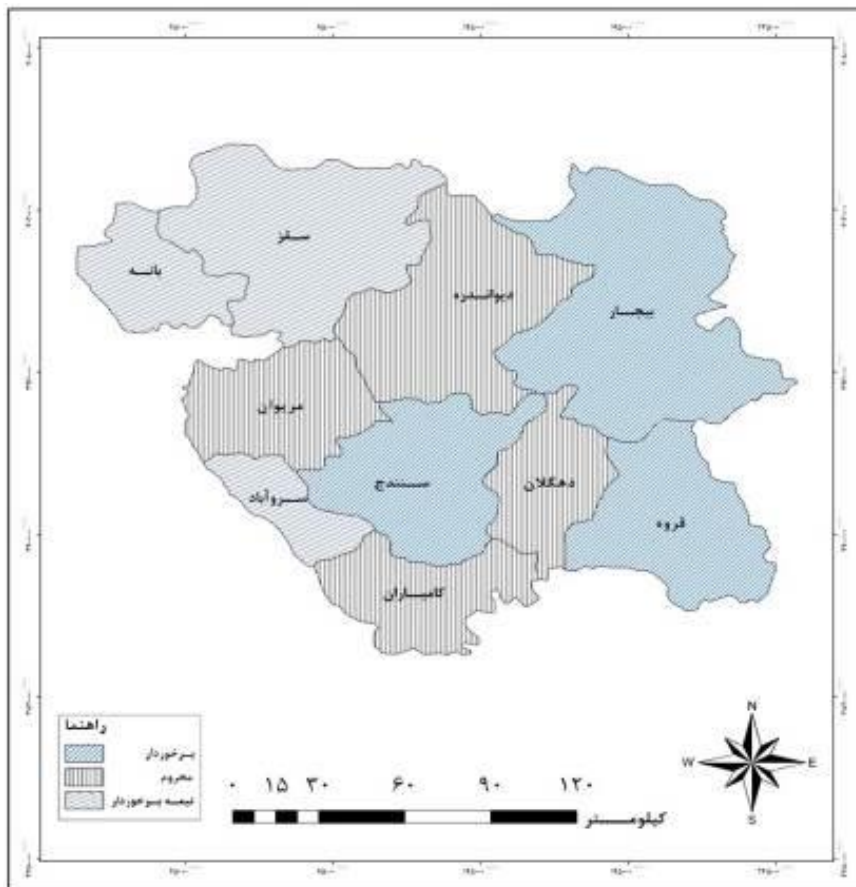 سقز
بانه
دیواندره
بیجار
مریوان
سنندج
دهگلان
سروآباد
قروه
کامیاران
راهنما
برخوردار
محروم
نیمه برخوردار
۰ ۱۵ ۳۰ ۶۰ ۹۰ ۱۲۰
کیلومتر
N
W E
S